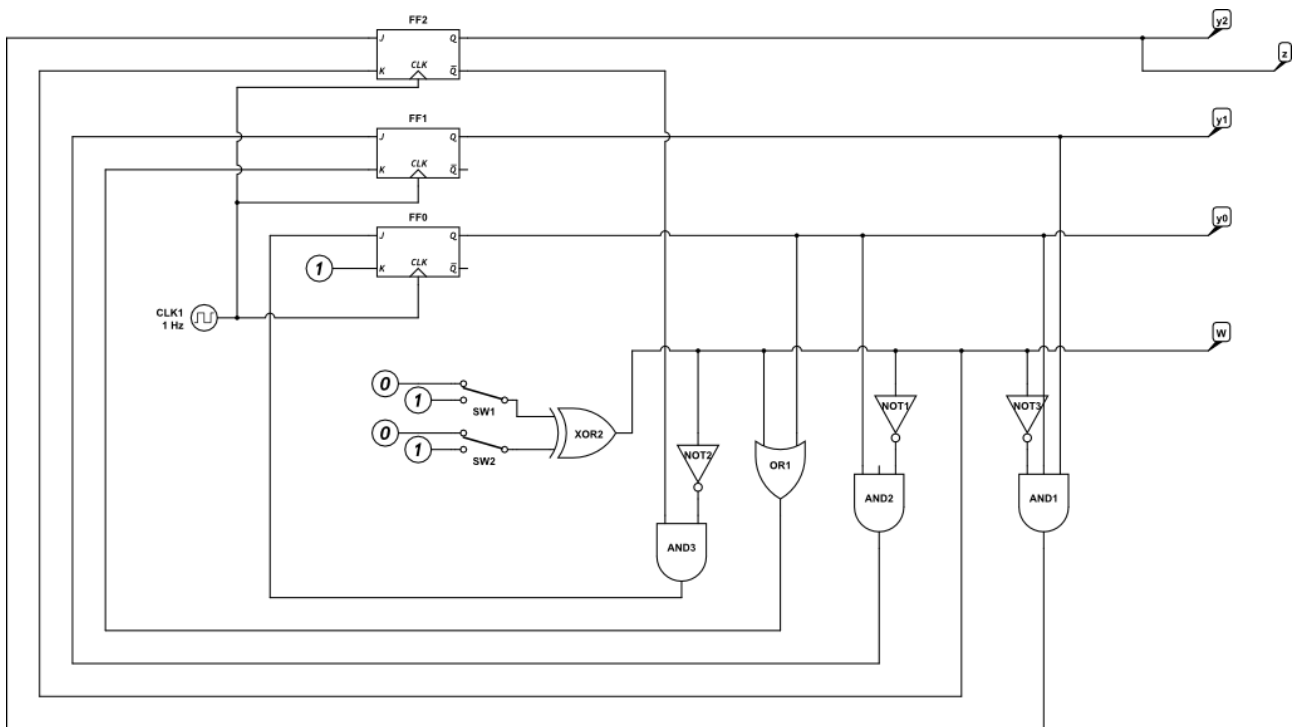 FF2
y2
J
Q
z
K
CLK
Q̅
FF1
y1
J
Q
K
CLK
Q̅
FF0
y0
J
Q
1
K
CLK
Q̅
CLK1
1 Hz
W
0
1
SW1
NOT1
NOT3
0
XOR2
1
SW2
NOT2
OR1
AND2
AND1
AND3